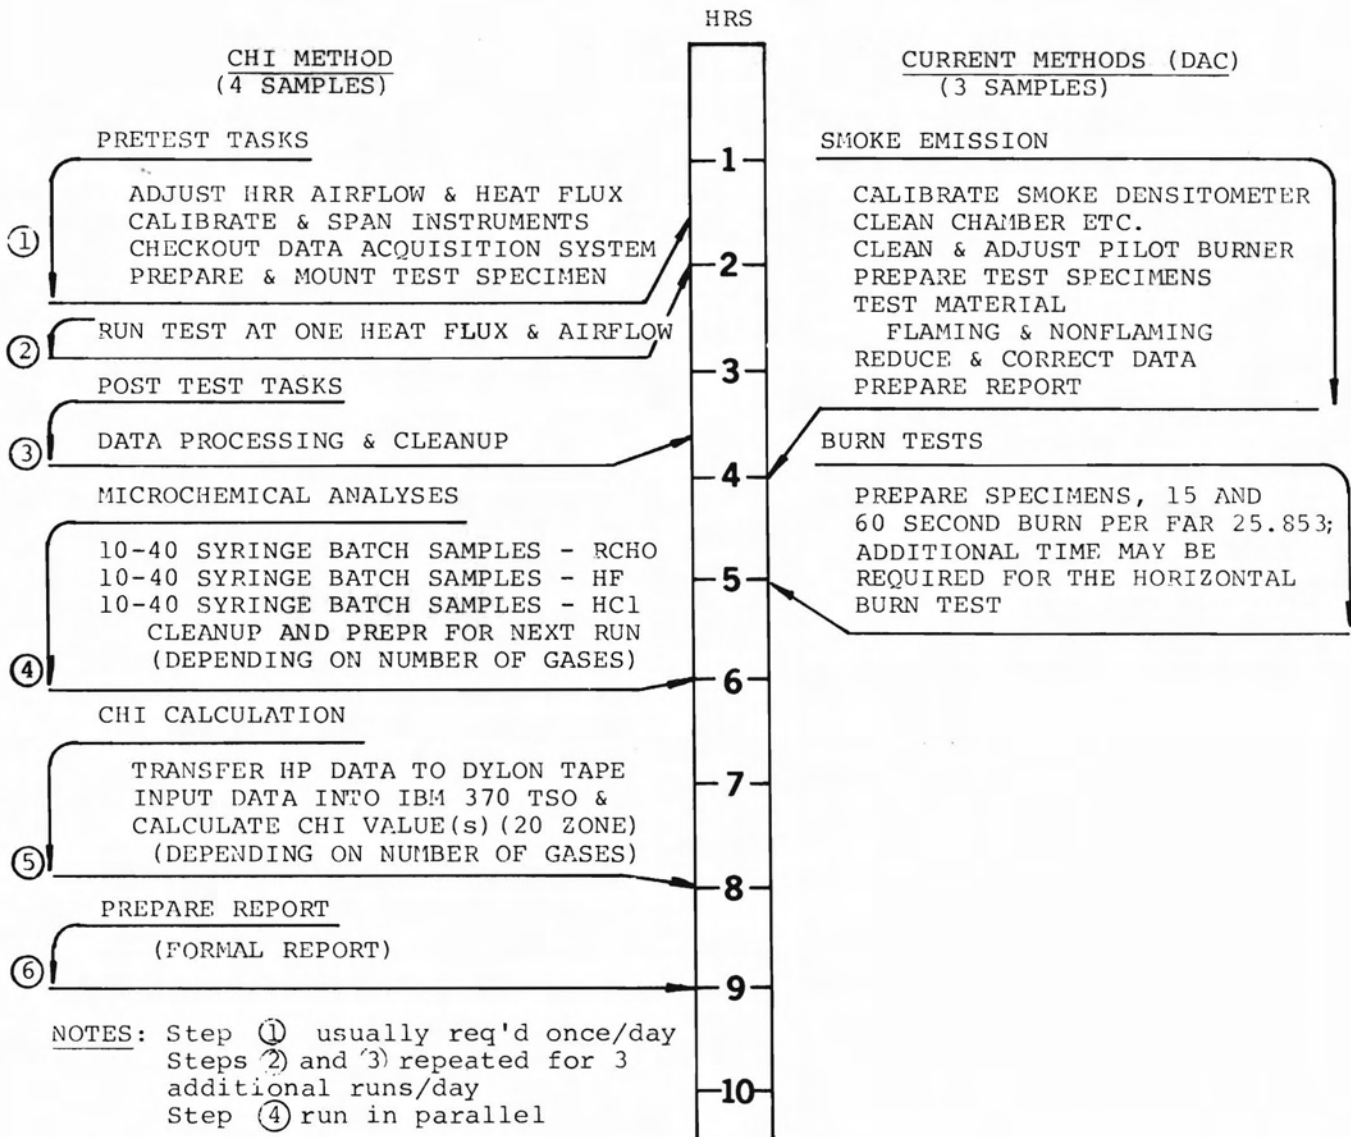 HRS
CHI METHOD
(4 SAMPLES)
PRETEST TASKS
ADJUST HRR AIRFLOW & HEAT FLUX
CALIBRATE & SPAN INSTRUMENTS
CHECKOUT DATA ACQUISITION SYSTEM
PREPARE & MOUNT TEST SPECIMEN
①
RUN TEST AT ONE HEAT FLUX & AIRFLOW
②
POST TEST TASKS
DATA PROCESSING & CLEANUP
③
MICROCHEMICAL ANALYSES
10-40 SYRINGE BATCH SAMPLES - RCHO
10-40 SYRINGE BATCH SAMPLES - HF
10-40 SYRINGE BATCH SAMPLES - HCl
CLEANUP AND PREPR FOR NEXT RUN
(DEPENDING ON NUMBER OF GASES)
④
CHI CALCULATION
TRANSFER HP DATA TO DYLON TAPE
INPUT DATA INTO IBM 370 TSO &
CALCULATE CHI VALUE(s) (20 ZONE)
(DEPENDING ON NUMBER OF GASES)
⑤
PREPARE REPORT
(FORMAL REPORT)
⑥
NOTES: Step ① usually req'd once/day
Steps ② and ③ repeated for 3
additional runs/day
Step ④ run in parallel
1
2
3
4
5
6
7
8
9
10
CURRENT METHODS (DAC)
(3 SAMPLES)
SMOKE EMISSION
CALIBRATE SMOKE DENSITOMETER
CLEAN CHAMBER ETC.
CLEAN & ADJUST PILOT BURNER
PREPARE TEST SPECIMENS
TEST MATERIAL
FLAMING & NONFLAMING
REDUCE & CORRECT DATA
PREPARE REPORT
BURN TESTS
PREPARE SPECIMENS, 15 AND
60 SECOND BURN PER FAR 25.853;
ADDITIONAL TIME MAY BE
REQUIRED FOR THE HORIZONTAL
BURN TEST